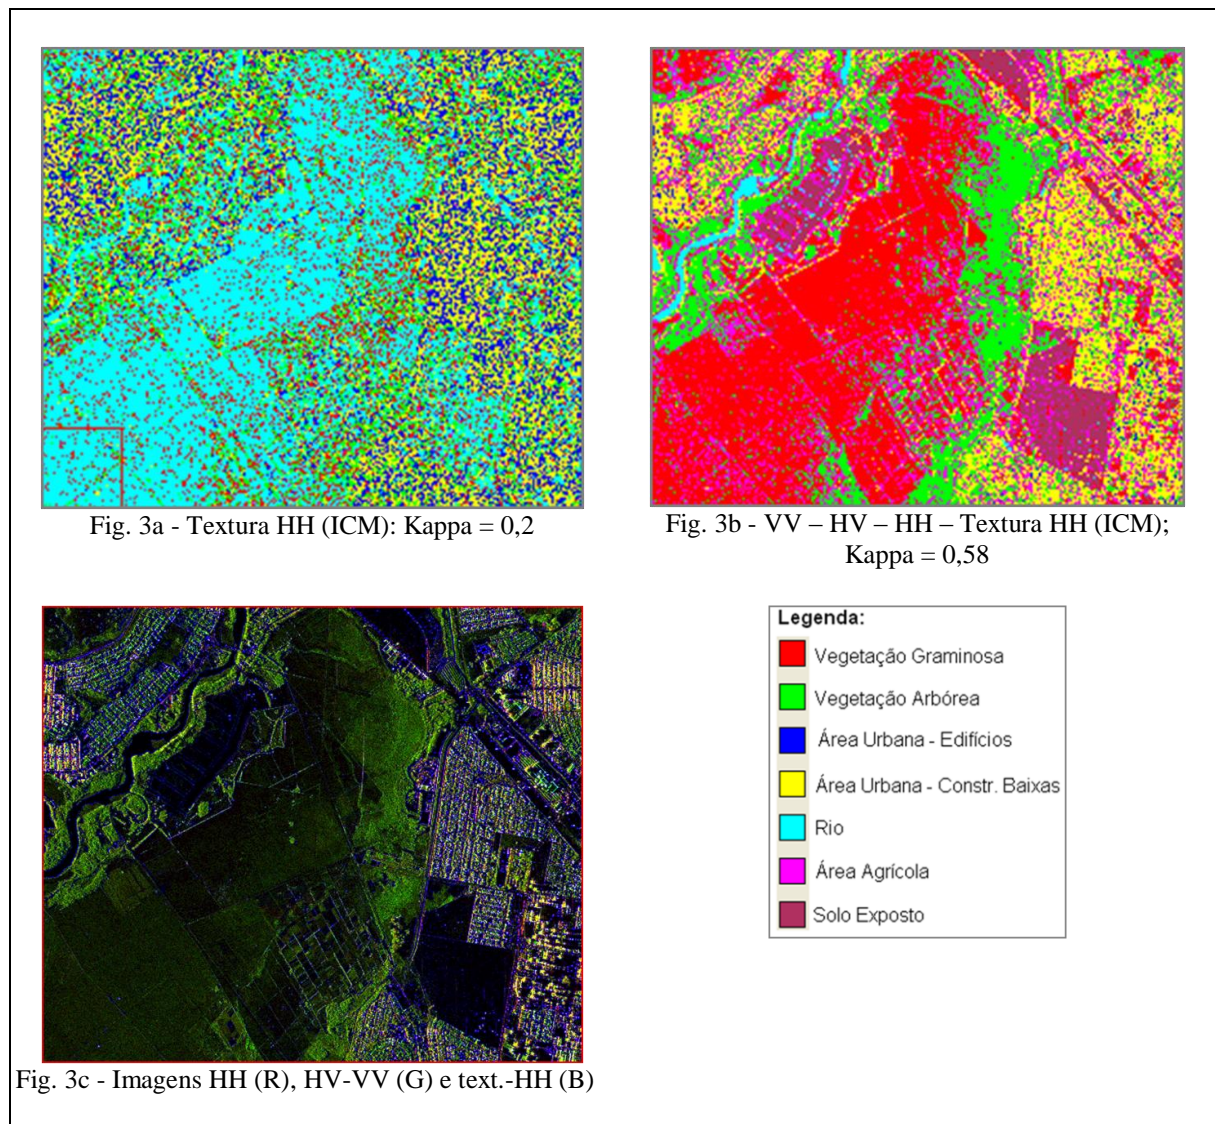 Fig. 3a - Textura HH (ICM): Kappa = 0,2
Fig. 3b - VV – HV – HH – Textura HH (ICM);
Kappa = 0,58
Legenda:
Vegetação Graminosa
Vegetação Arbórea
Área Urbana - Edifícios
Área Urbana - Constr. Baixas
Rio
Área Agrícola
Solo Exposto
Fig. 3c - Imagens HH (R), HV-VV (G) e text.-HH (B)